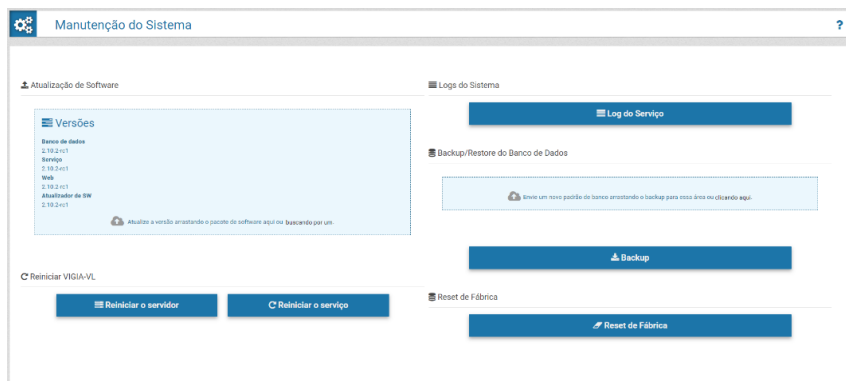 Manutenção do Sistema
?
Atualização de Software
Versões
Banco de dados
2.10.2-rc1
Serviço
2.10.2-rc1
Web
2.10.2-rc1
Atualizador de SW
2.10.2-rc1
Atualize a versão arrastando o pacote de software aqui ou buscando por um.
Reiniciar VIGIA-VL
Reiniciar o servidor
Reiniciar o serviço
Logs do Sistema
Log do Serviço
Backup/Restore do Banco de Dados
Envie um novo padrão de banco arrastando o backup para essa área ou clicando aqui.
Backup
Reset de Fábrica
Reset de Fábrica